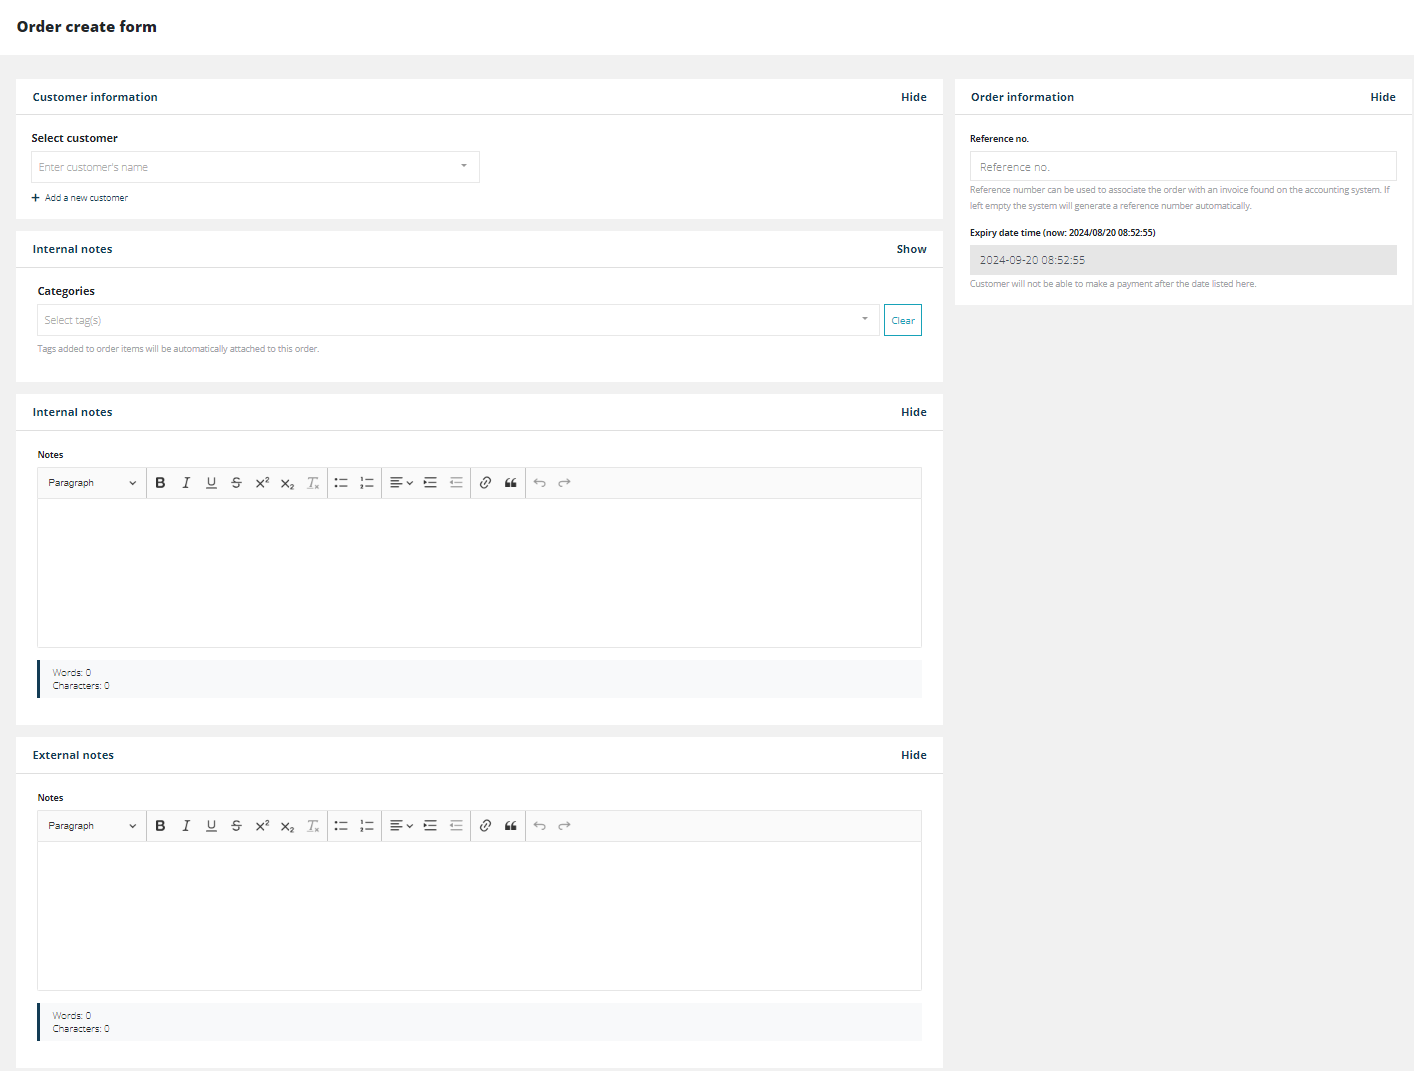 Order create form
Customer information
Hide
Select customer
Enter customer's name
+ Add a new customer
Internal notes
Show
Categories
Select tag(s)
Clear
Tags added to order items will be automatically attached to this order.
Internal notes
Hide
Notes
Paragraph
Words: 0
Characters: 0
External notes
Hide
Notes
Paragraph
Words: 0
Characters: 0
Order information
Hide
Reference no.
Reference no.
Reference number can be used to associate the order with an invoice found on the accounting system. If
left empty the system will generate a reference number automatically.
Expiry date time (now: 2024/08/20 08:52:55)
2024-09-20 08:52:55
Customer will not be able to make a payment after the date listed here.